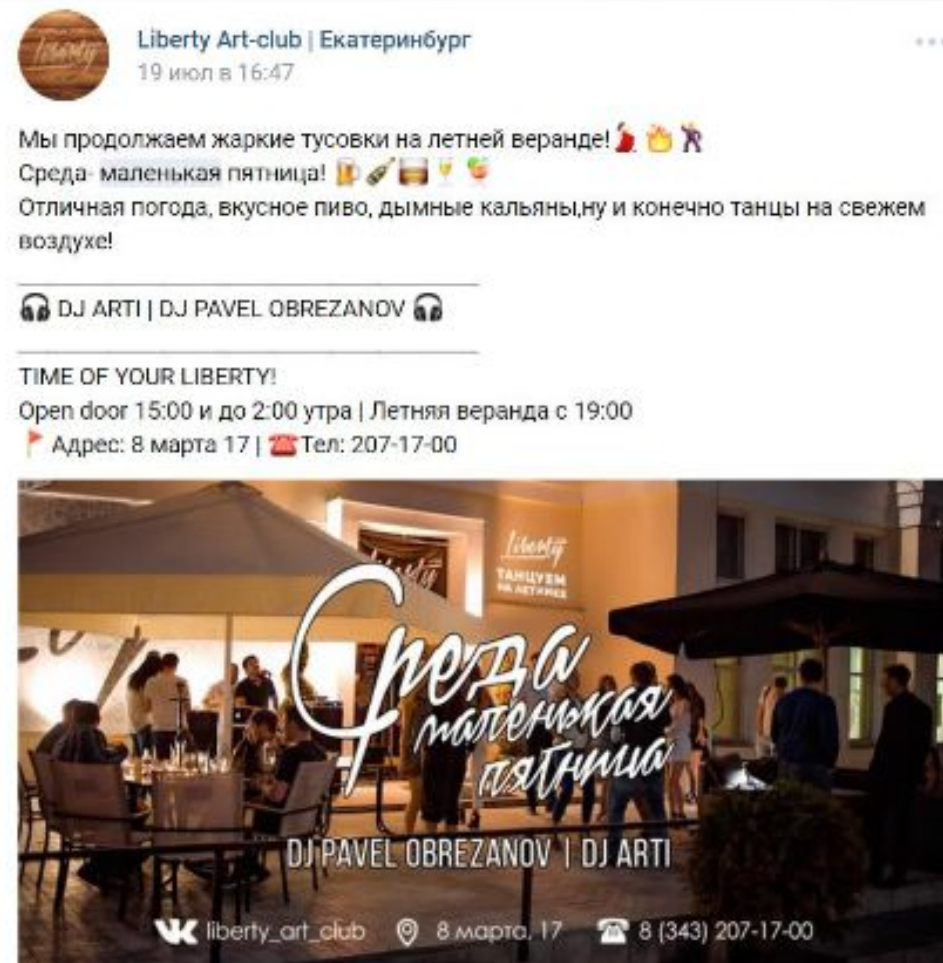 Liberty
Liberty Art-club | Екатеринбург
19 июл в 16:47
Мы продолжаем жаркие тусовки на летней веранде!💃 🔥 🕺
Среда- маленькая пятница! 🍺 🍾 🥃 🥂 🍹
Отличная погода, вкусное пиво, дымные кальяны,ну и конечно танцы на свежем
воздухе!
🎧 DJ ARTI | DJ PAVEL OBREZANOV 🎧
TIME OF YOUR LIBERTY!
Open door 15:00 и до 2:00 утра | Летняя веранда с 19:00
🚩 Адрес: 8 марта 17 | ☎ Тел: 207-17-00
Liberty
Liberty
ТАНЦУЕМ
НА ЛЕТНИКЕ
Среда
маленькая
пятница
DJ PAVEL OBREZANOV | DJ ARTI
liberty_art_club 8 марта, 17 8 (343) 207-17-00